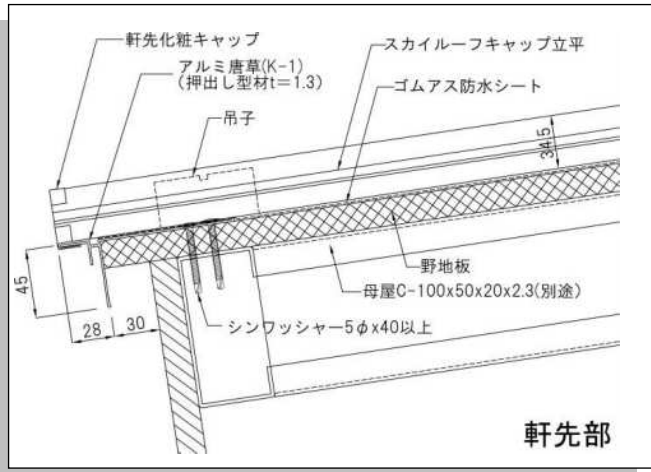 軒先化粧キャップ
アルミ唐草(K-1)
(押出し型材t=1.3)
吊子
スカイルーフキャップ立平
ゴムアス防水シート
34.5
野地板
母屋C-100x50x20x2.3(別途)
シンワッシャー5φx40以上
45
28
30
軒先部